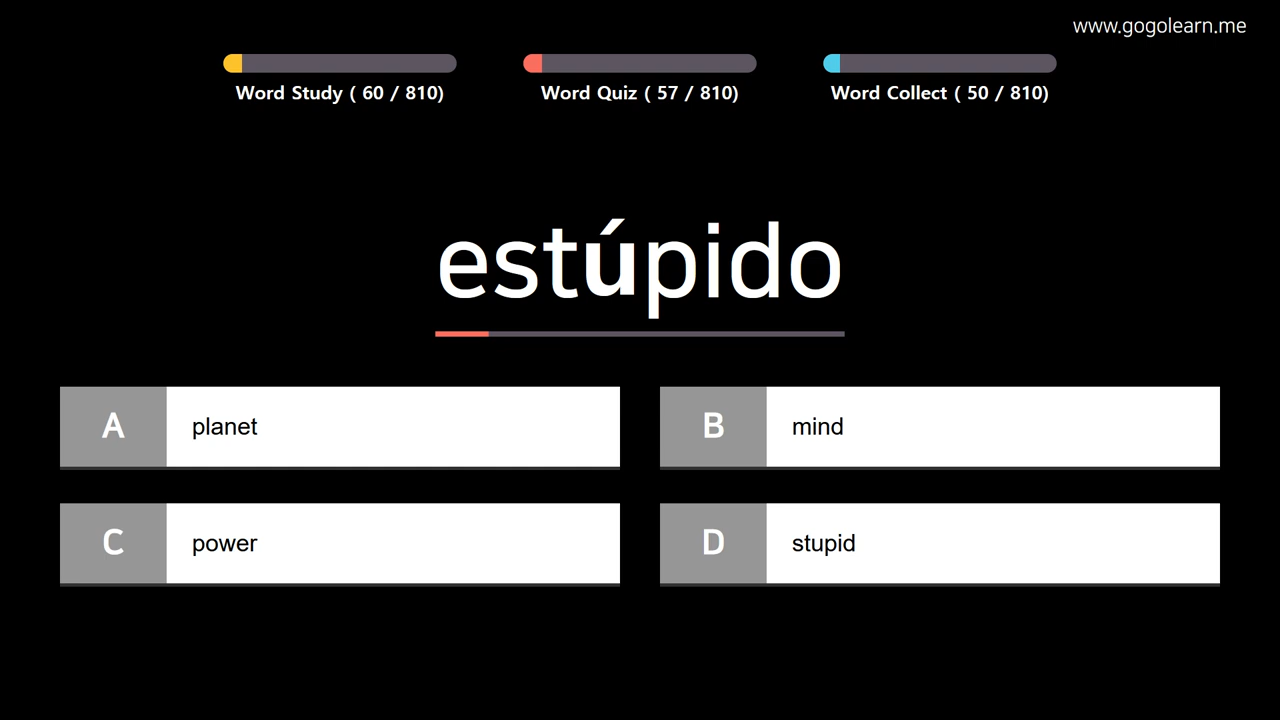 www.gogolearn.me
Word Study ( 60 / 810)
Word Quiz ( 57 / 810)
Word Collect ( 50 / 810)
estúpido
A planet
B mind
C power
D stupid